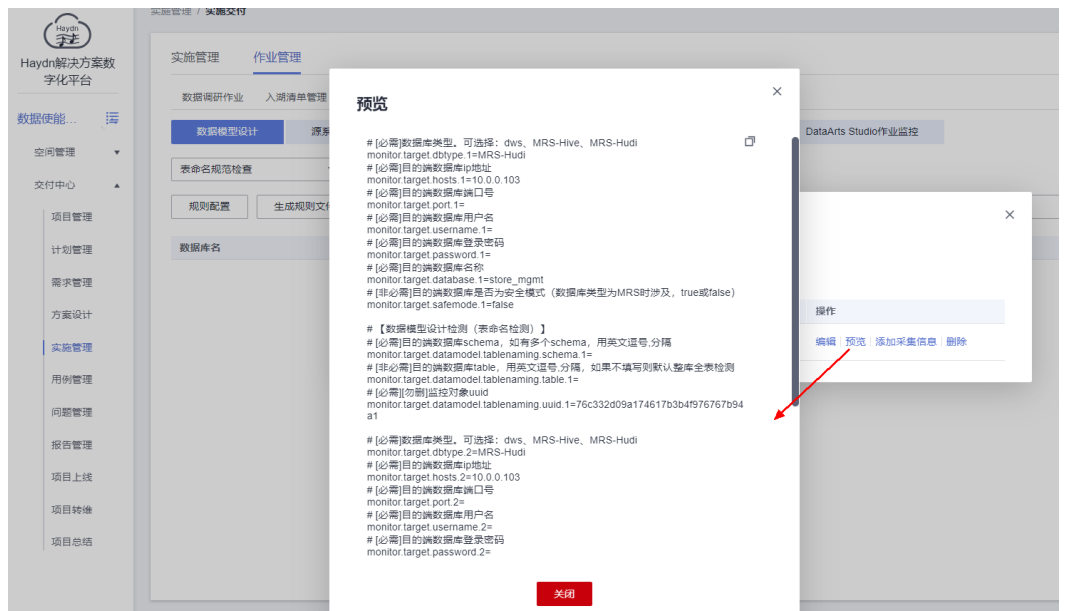 实施管理 / 实施交付
Haydn
Haydn解决方案数
字化平台
数据使能...
空间管理
交付中心
项目管理
计划管理
需求管理
方案设计
实施管理
用例管理
问题管理
报告管理
项目上线
项目转维
项目总结
实施管理 作业管理
数据调研作业 入湖清单管理
数据模型设计 源系
DataArts Studio作业监控
表命名规范检查
规则配置 生成规则文件
数据库名
预览
# [必需]数据库类型。可选择：dws、MRS-Hive、MRS-Hudi
monitor.target.dbtype.1=MRS-Hudi
# [必需]目的端数据库ip地址
monitor.target.hosts.1=10.0.0.103
# [必需]目的端数据库端口号
monitor.target.port.1=
# [必需]目的端数据库用户名
monitor.target.username.1=
# [必需]目的端数据库登录密码
monitor.target.password.1=
# [必需]目的端数据库名称
monitor.target.database.1=store_mgmt
# [非必需]目的端数据库是否为安全模式（数据库类型为MRS时涉及，true或false）
monitor.target.safemode.1=false
# 【数据模型设计检测（表命名检测）】
# [必需]目的端数据库schema，如有多个schema，用英文逗号,分隔
monitor.target.datamodel.tablenaming.schema.1=
# [非必需]目的端数据库table，用英文逗号,分隔，如果不填写则默认整库全表检测
monitor.target.datamodel.tablenaming.table.1=
# [必需][勿删]监控对象uuid
monitor.target.datamodel.tablenaming.uuid.1=76c332d09a174617b3b4f976767b94
a1
# [必需]数据库类型。可选择：dws、MRS-Hive、MRS-Hudi
monitor.target.dbtype.2=MRS-Hudi
# [必需]目的端数据库ip地址
monitor.target.hosts.2=10.0.0.103
# [必需]目的端数据库端口号
monitor.target.port.2=
# [必需]目的端数据库用户名
monitor.target.username.2=
# [必需]目的端数据库登录密码
monitor.target.password.2=
关闭
操作
编辑 预览 添加采集信息 删除